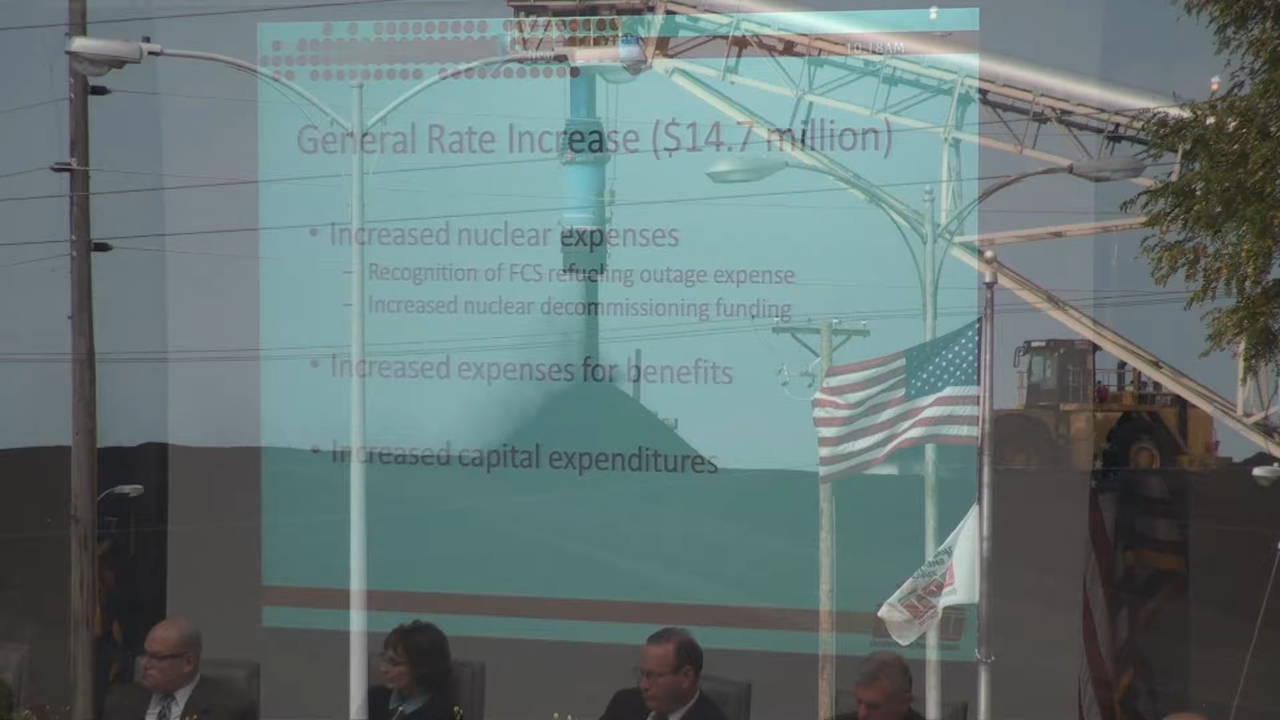 10:18AM
General Rate Increase ($14.7 million)
• Increased nuclear expenses
– Recognition of FCS refueling outage expense
– Increased nuclear decommissioning funding
• Increased expenses for benefits
• Increased capital expenditures